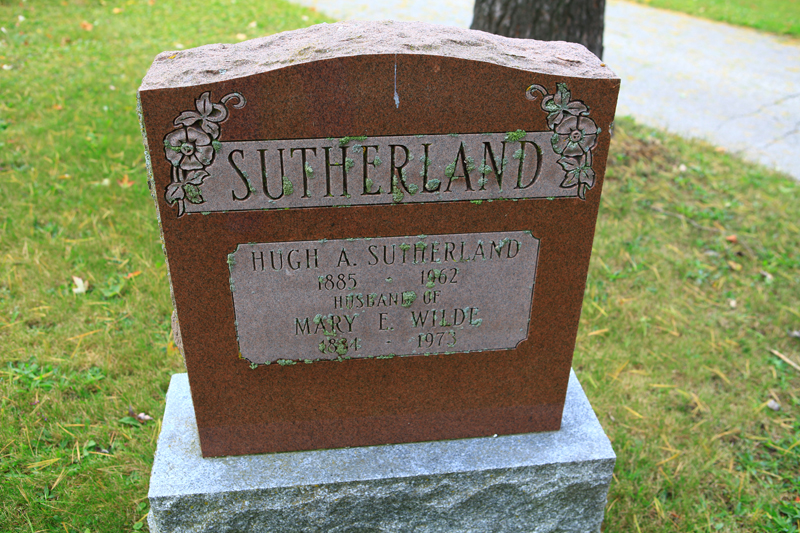 SUTHERLAND
HUGH A. SUTHERLAND
1885 - 1962
HUSBAND OF
MARY E. WILDE
1884 - 1973